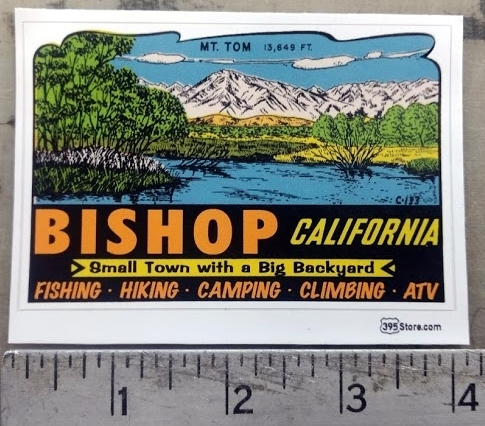 MT. TOM 13,649 FT.
C-133
BISHOP CALIFORNIA
Small Town with a Big Backyard
FISHING · HIKING · CAMPING · CLIMBING · ATV
395 Store.com
1 2 3 4